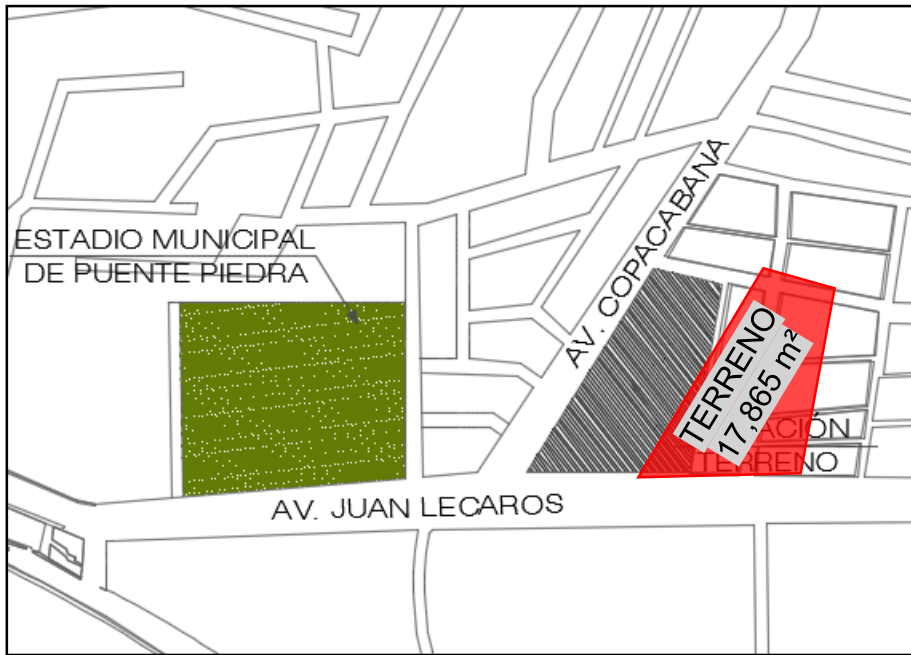 ESTADIO MUNICIPAL
DE PUENTE PIEDRA
AV. COPACABANA
TERRENO
17,865 m²
TERRENO
AV. JUAN LECAROS